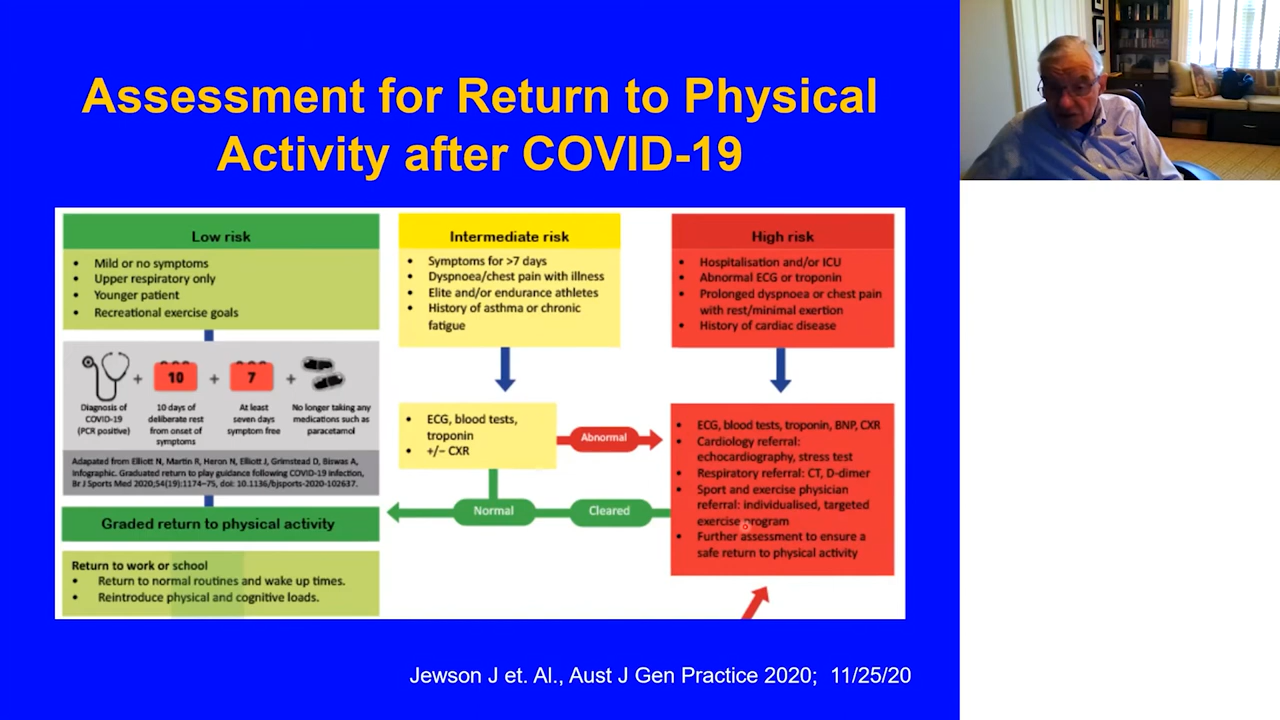 Assessment for Return to Physical
Activity after COVID-19
Low risk
• Mild or no symptoms
• Upper respiratory only
• Younger patient
• Recreational exercise goals
10
7
+
+
+
Diagnosis of
COVID-19
(PCR positive)
10 days of
deliberate rest
from onset of
symptoms
At least
seven days
symptom free
No longer taking any
medications such as
paracetamol
Adapated from Elliott N, Martin R, Heron N, Elliott J, Grimstead D, Biswas A,
Infographic. Graduated return to play guidance following COVID-19 infection,
Br J Sports Med 2020;54(19):1174–75, doi: 10.1136/bjsports-2020-102637.
Graded return to physical activity
Return to work or school
• Return to normal routines and wake up times.
• Reintroduce physical and cognitive loads.
Intermediate risk
• Symptoms for >7 days
• Dyspnoea/chest pain with illness
• Elite and/or endurance athletes
• History of asthma or chronic
fatigue
• ECG, blood tests,
troponin
• +/– CXR
Abnormal
Normal
Cleared
High risk
• Hospitalisation and/or ICU
• Abnormal ECG or troponin
• Prolonged dyspnoea or chest pain
with rest/minimal exertion
• History of cardiac disease
• ECG, blood tests, troponin, BNP, CXR
• Cardiology referral:
echocardiography, stress test
• Respiratory referral: CT, D-dimer
• Sport and exercise physician
referral: individualised, targeted
exercise program
• Further assessment to ensure a
safe return to physical activity
Jewson J et. Al., Aust J Gen Practice 2020; 11/25/20